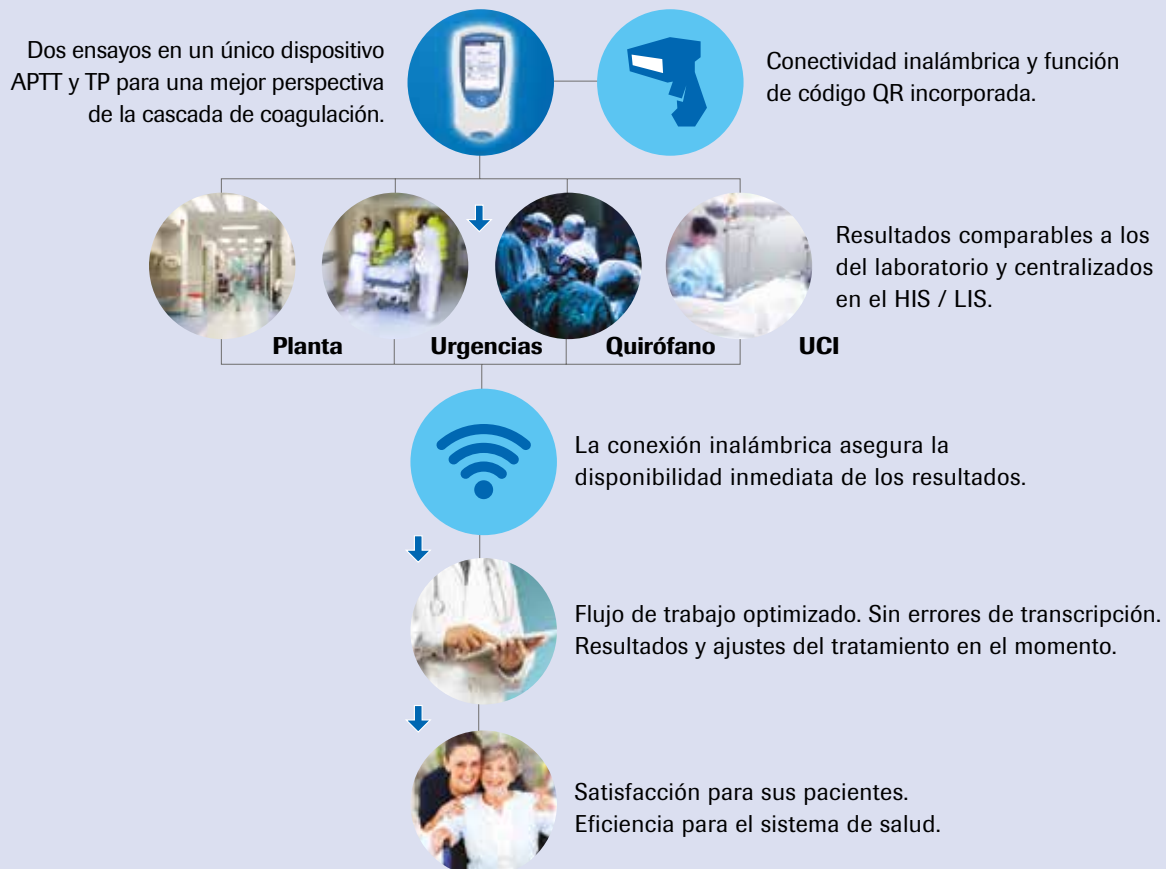 Dos ensayos en un único dispositivo
APTT y TP para una mejor perspectiva
de la cascada de coagulación.
Conectividad inalámbrica y función
de código QR incorporada.
Resultados comparables a los
del laboratorio y centralizados
en el HIS / LIS.
Planta
Urgencias
Quirófano
UCI
La conexión inalámbrica asegura la
disponibilidad inmediata de los resultados.
Flujo de trabajo optimizado. Sin errores de transcripción.
Resultados y ajustes del tratamiento en el momento.
Satisfacción para sus pacientes.
Eficiencia para el sistema de salud.